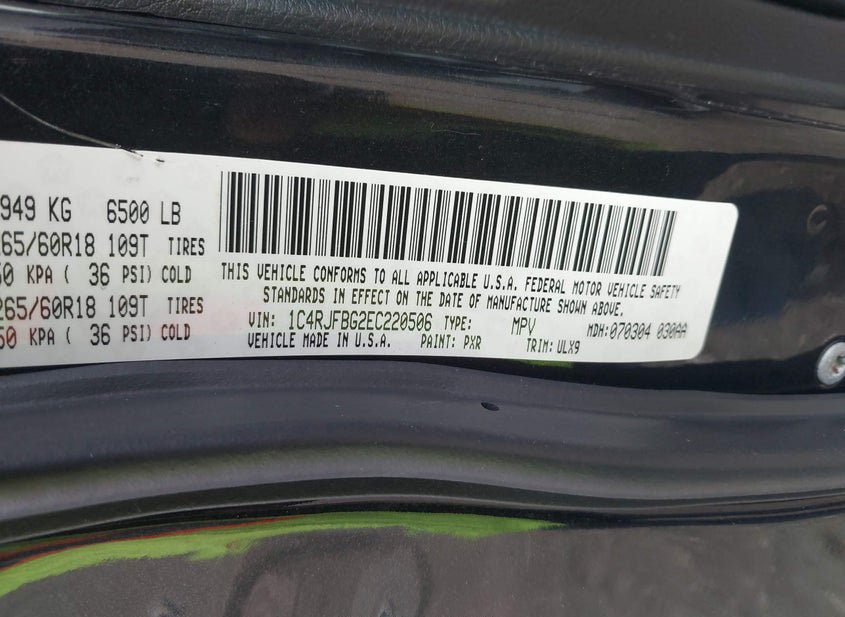 949 KG 6500 LB
265/60R18 109T TIRES
50 KPA ( 36 PSI) COLD
265/60R18 109T TIRES
50 KPA ( 36 PSI) COLD
THIS VEHICLE CONFORMS TO ALL APPLICABLE U.S.A. FEDERAL MOTOR VEHICLE SAFETY
STANDARDS IN EFFECT ON THE DATE OF MANUFACTURE SHOWN ABOVE.
VIN: 1C4RJFBG2EC220506 TYPE: MPV MDH: 070304 030AA
VEHICLE MADE IN U.S.A. PAINT: PXR TRIM: ULX9